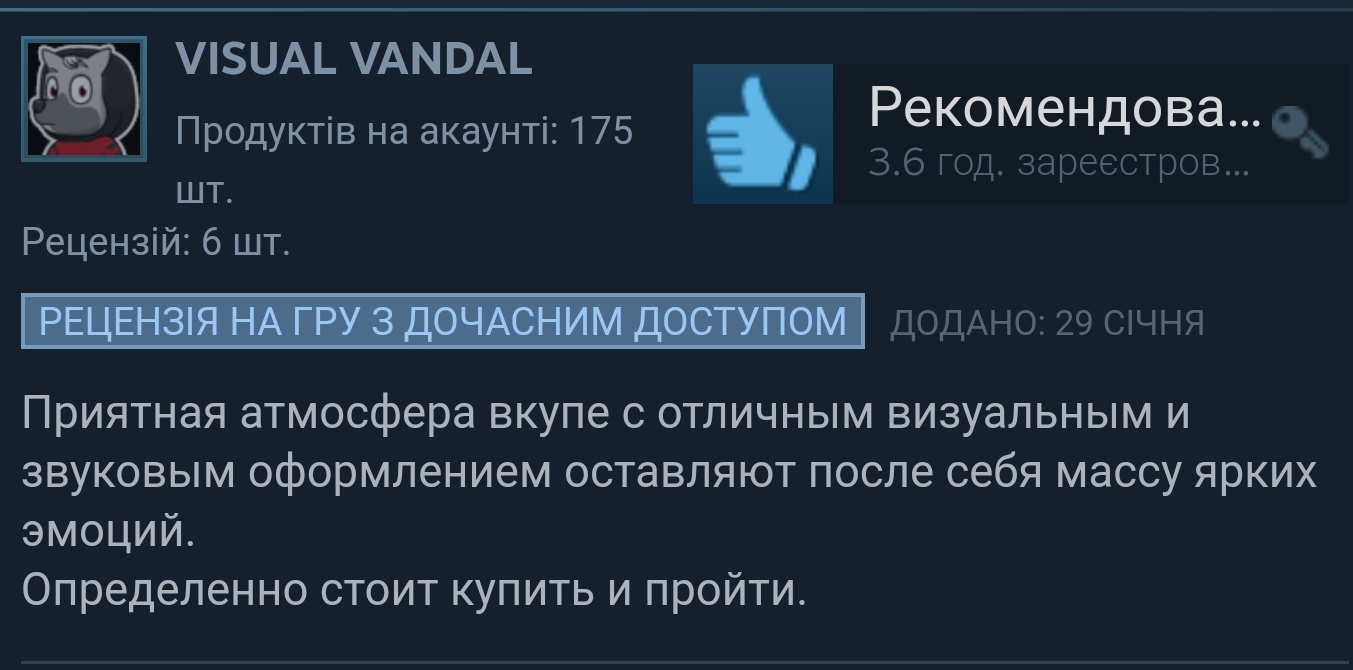 VISUAL VANDAL
Продуктів на акаунті: 175
шт.
Рецензій: 6 шт.
Рекомендова...
3.6 год. зареєстров...
РЕЦЕНЗІЯ НА ГРУ З ДОЧАСНИМ ДОСТУПОМ
ДОДАНО: 29 СІЧНЯ
Приятная атмосфера вкупе с отличным визуальным и
звуковым оформлением оставляют после себя массу ярких
эмоций.
Определенно стоит купить и пройти.